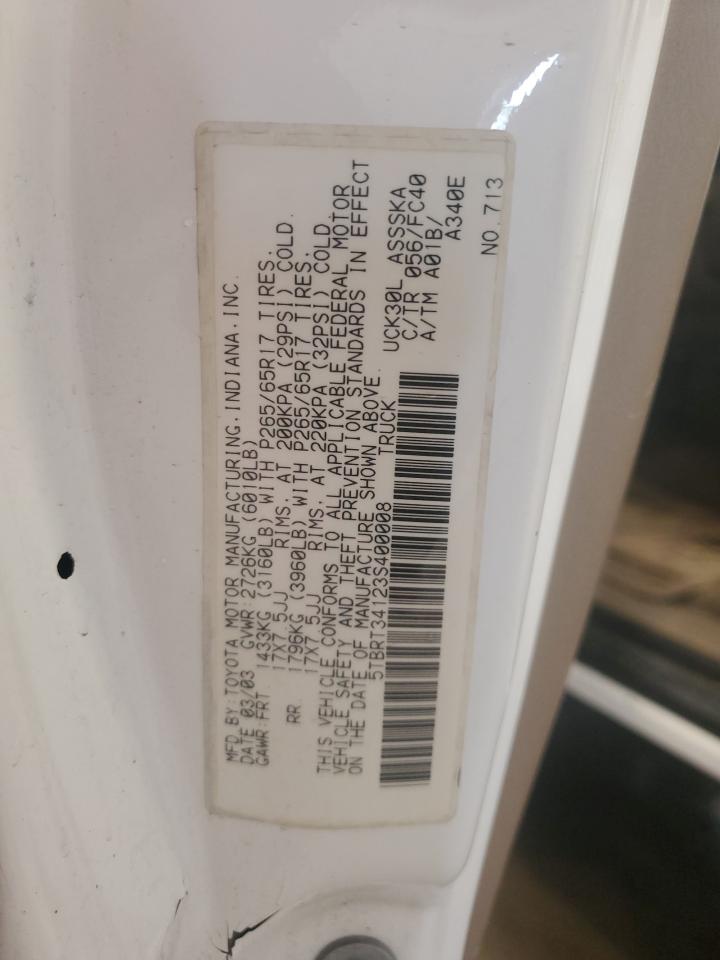 MFD.BY:TOYOTA MOTOR MANUFACTURING.INDIANA.INC.
DATE 03/03 GVWR:2726KG(6010LB)
GAWR:FRT. 1433KG (3160LB) WITH P265/65R17 TIRES.
17X7.5JJ RIMS. AT 200KPA (29PSI) COLD.
RR. 1796KG (3960LB) WITH P265/65R17 TIRES.
17X7.5JJ RIMS. AT 220KPA (32PSI) COLD.
THIS VEHICLE CONFORMS TO ALL APPLICABLE FEDERAL MOTOR
VEHICLE SAFETY AND THEFT PREVENTION STANDARDS IN EFFECT
ON THE DATE OF MANUFACTURE SHOWN ABOVE.
5TBRT34123S400008 TRUCK
UCK30L ASSSKA
C/TR 056/FC40
A/TM A01B/
A340E
NO.713